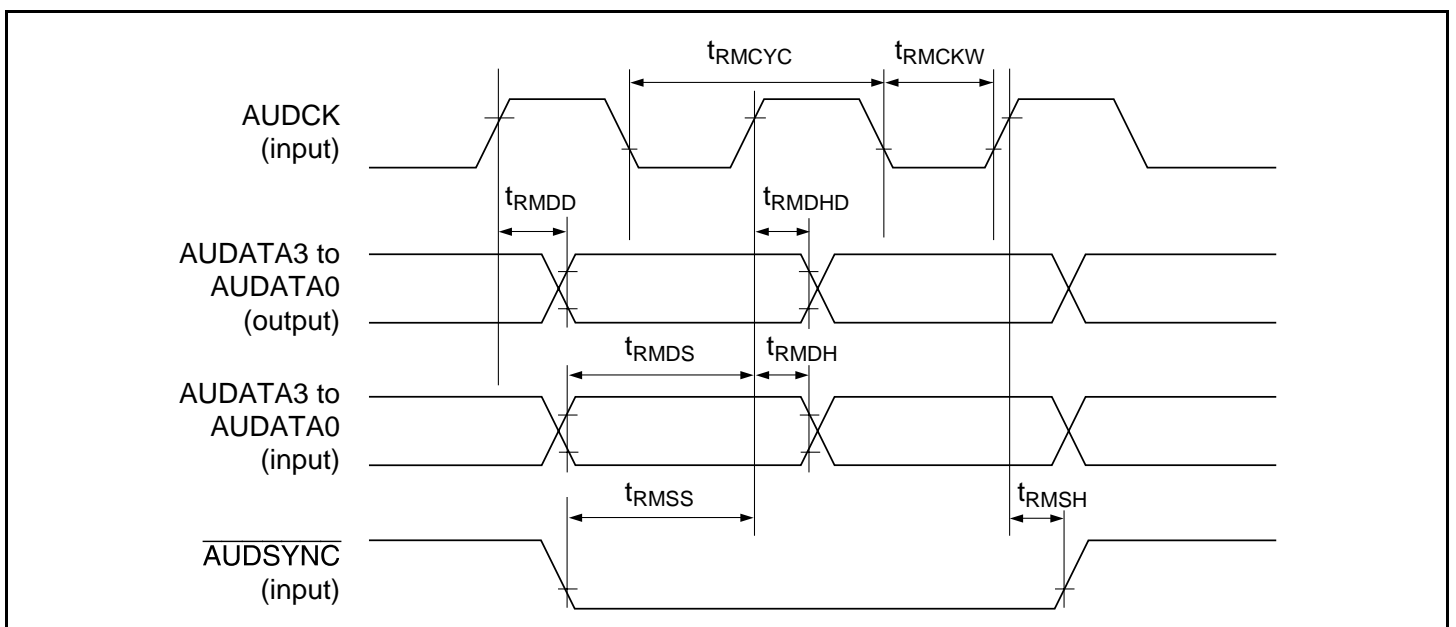 tRMCYC
tRMCKW
AUDCK
(input)
tRMDD
tRMDHD
AUDATA3 to
AUDATA0
(output)
tRMDS
tRMDH
AUDATA3 to
AUDATA0
(input)
tRMSS
tRMSH
AUDSYNC
(input)